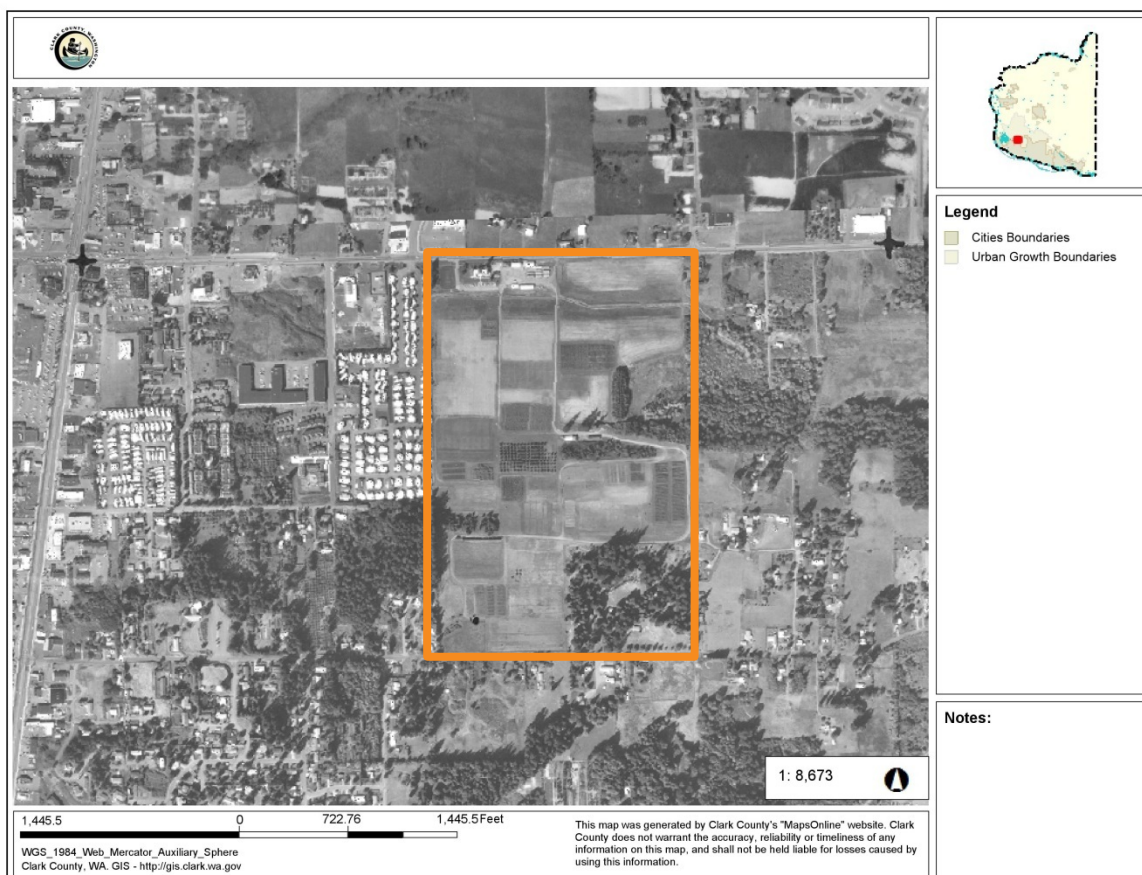 CLARK COUNTY, WASHINGTON
Legend
Cities Boundaries
Urban Growth Boundaries
Notes:
1: 8,673
1,445.5 0 722.76 1,445.5 Feet
WGS_1984_Web_Mercator_Auxiliary_Sphere
Clark County, WA. GIS - http://gis.clark.wa.gov
This map was generated by Clark County's "MapsOnline" website. Clark
County does not warrant the accuracy, reliability or timeliness of any
information on this map, and shall not be held liable for losses caused by
using this information.